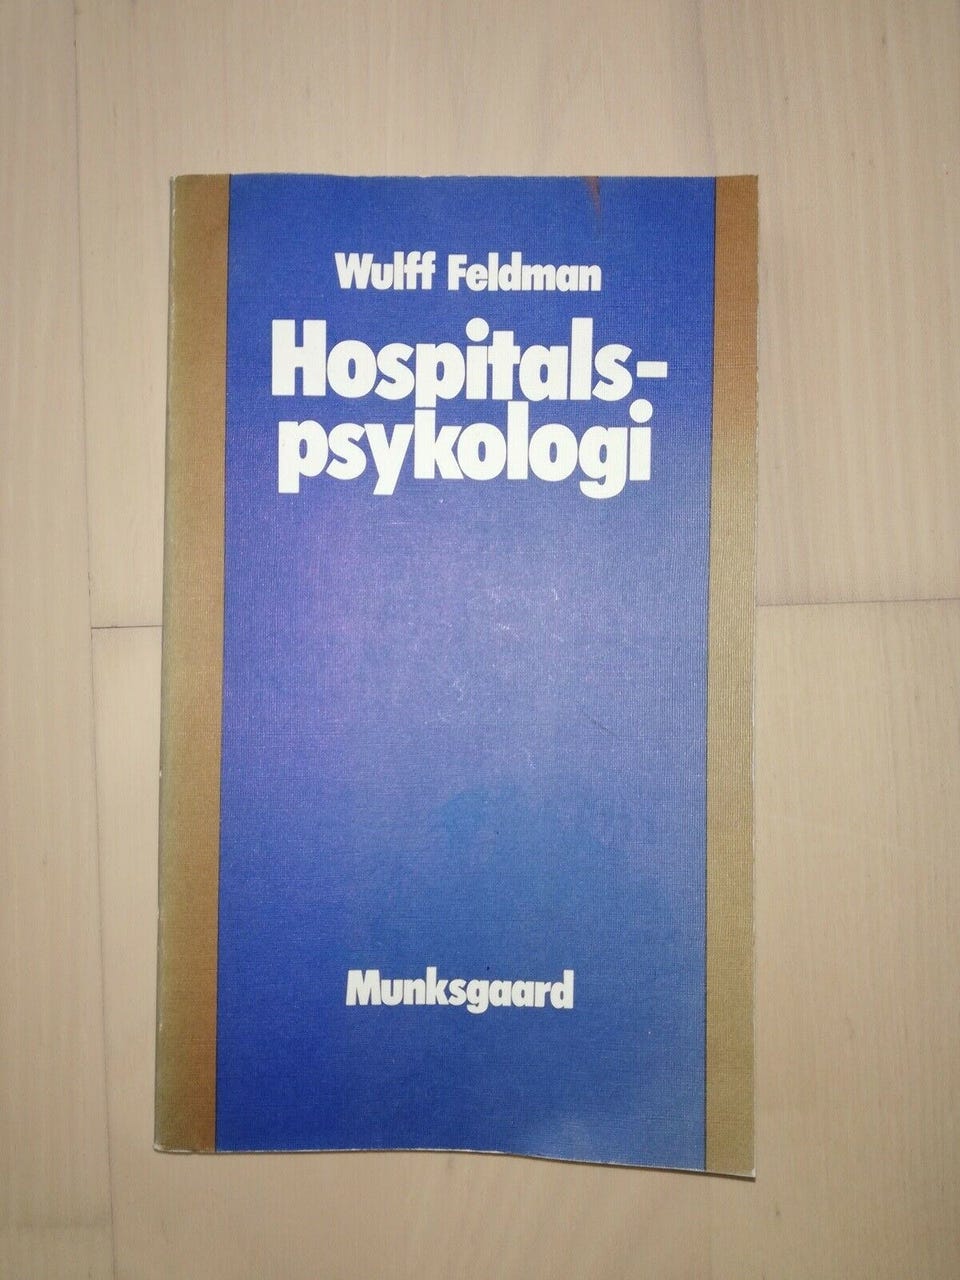 Wulff Feldman
Hospitals-
psykologi
Munksgaard